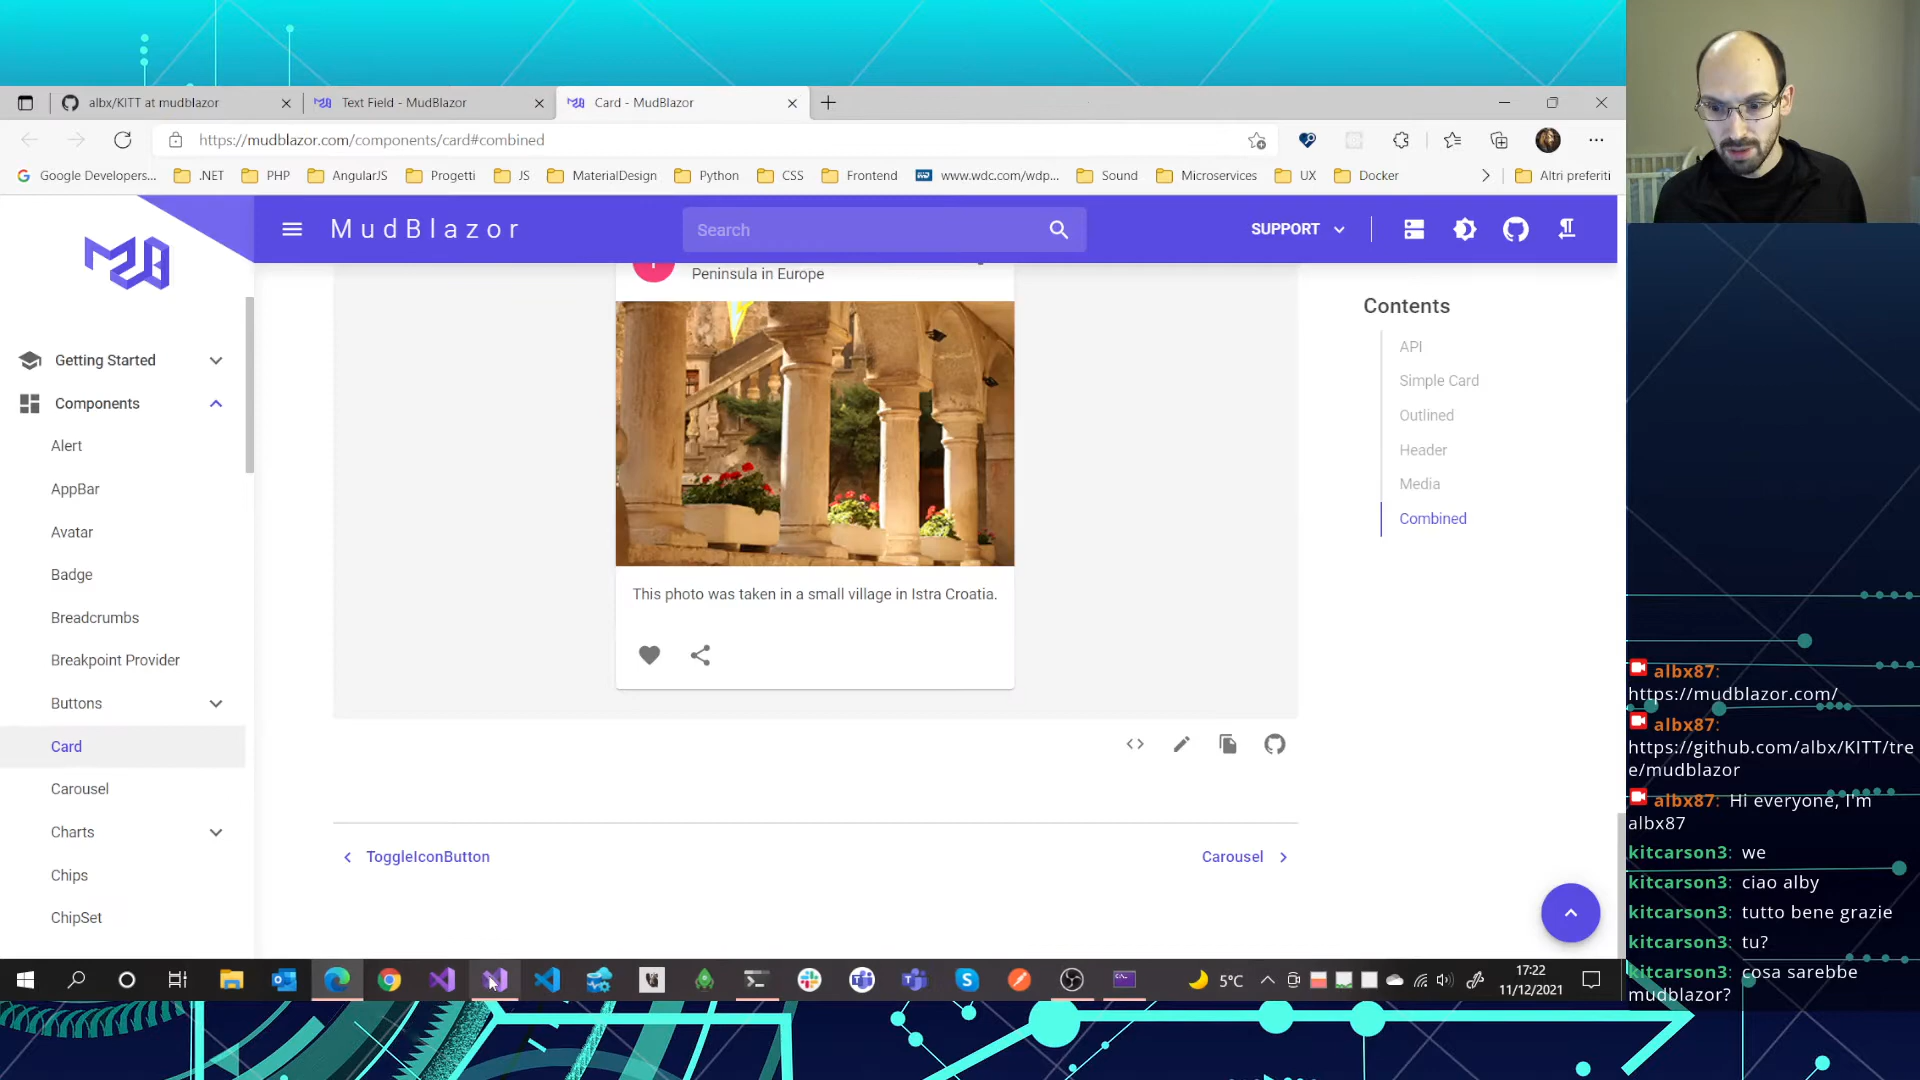 albx/KITT at mudblazor
Text Field - MudBlazor
Card - MudBlazor
https://mudblazor.com/components/card#combined
Google Developers...
.NET
PHP
AngularJS
Progetti
JS
MaterialDesign
Python
CSS
Frontend
www.wdc.com/wdp...
Sound
Microservices
UX
Docker
Altri preferiti
MudBlazor
Search
SUPPORT
Getting Started
Components
Alert
AppBar
Avatar
Badge
Breadcrumbs
Breakpoint Provider
Buttons
Card
Carousel
Charts
Chips
ChipSet
Peninsula in Europe
This photo was taken in a small village in Istra Croatia.
ToggleIconButton
Carousel
Contents
API
Simple Card
Outlined
Header
Media
Combined
albx87:
https://mudblazor.com/
albx87:
https://github.com/albx/KITT/tre
e/mudblazor
albx87: Hi everyone, I'm
albx87
kitcarson3: we
kitcarson3: ciao alby
kitcarson3: tutto bene grazie
kitcarson3: tu?
kitcarson3: cosa sarebbe
mudblazor?
5°C
17:22
11/12/2021